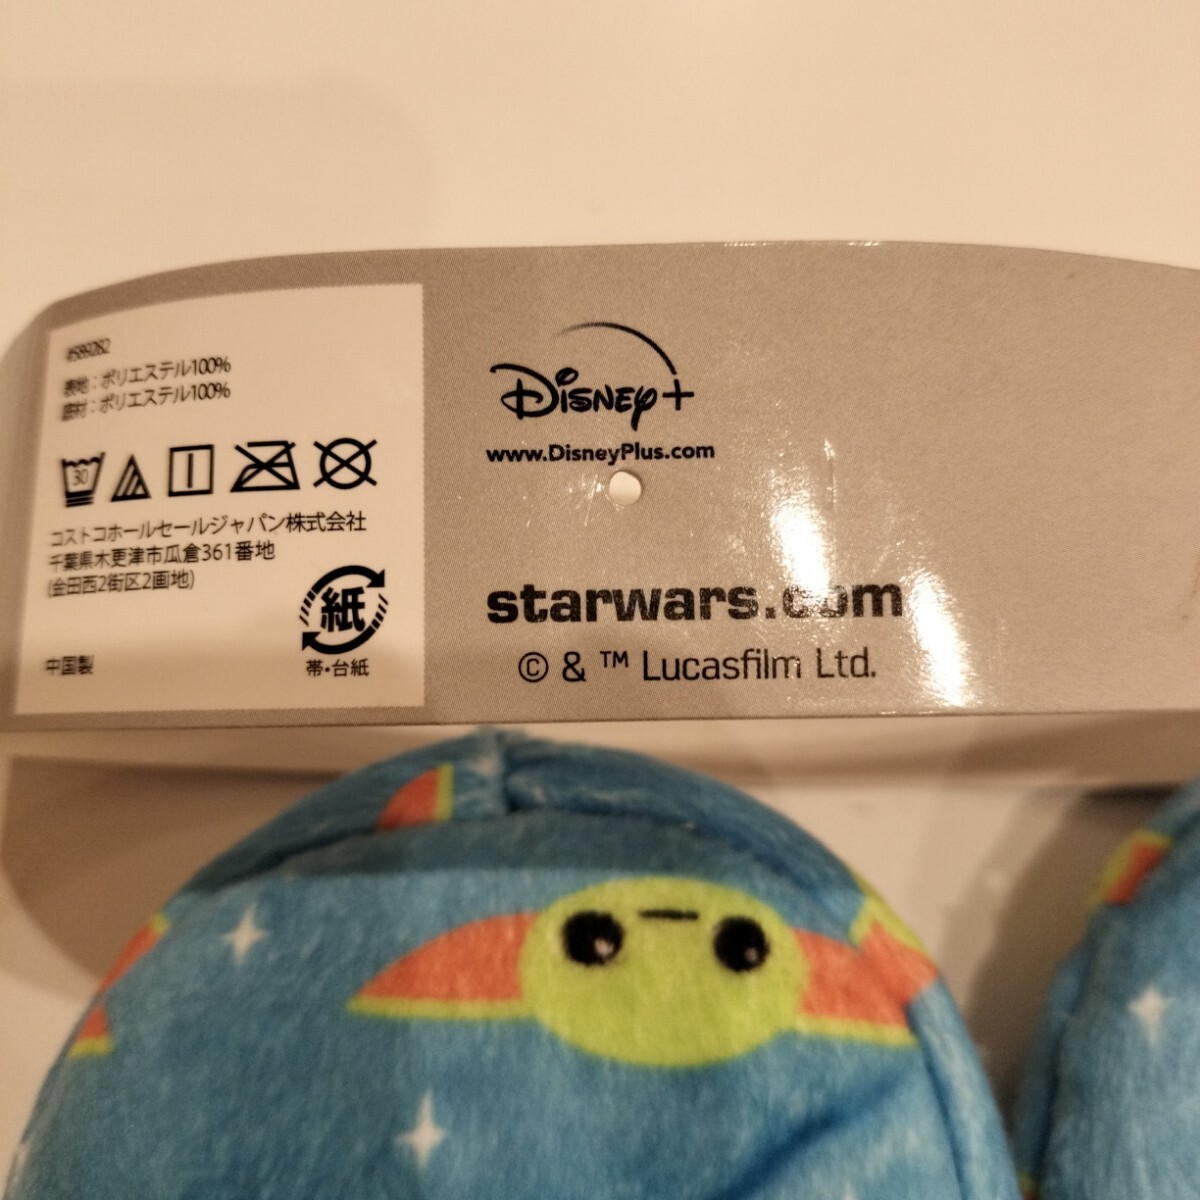 #589282
表地：ポリエステル100%
底材：ポリエステル100%
30
コストコホールセールジャパン株式会社
千葉県木更津市瓜倉361番地
(金田西2街区2画地)
紙
中国製
帯・台紙
Disney+
www.DisneyPlus.com
starwars.com
© & ™ Lucasfilm Ltd.